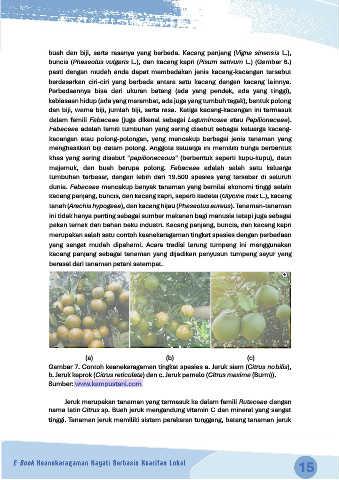 buah dan biji, serta rasanya yang berbeda. Kacang panjang (Vigna sinensis L.),
buncis (Phaseolus vulgaris L.), dan kacang kapri (Pisum sativum L.) (Gambar 6.)
pasti dengan mudah anda dapat membedakan jenis kacang-kacangan tersebut
berdasarkan ciri-ciri yang berbeda antara satu kacang dengan kacang lainnya.
Perbedaannya bisa dari ukuran batang (ada yang pendek, ada yang tinggi),
kebiasaan hidup (ada yang merambat, ada juga yang tumbuh tegak), bentuk polong
dan biji, warna biji, jumlah biji, serta rasa. Ketiga kacang-kacangan ini termasuk
dalam famili Fabaceae (juga dikenal sebagai Leguminosae atau Papilionaceae).
Fabaceae adalah famili tumbuhan yang sering disebut sebagai keluarga kacang-
kacangan atau polong-polongan, yang mencakup berbagai jenis tanaman yang
menghasilkan biji dalam polong. Anggota keluarga ini memiliki bunga berbentuk
khas yang sering disebut "papilionaceous" (berbentuk seperti kupu-kupu), daun
majemuk, dan buah berupa polong. Fabaceae adalah salah satu keluarga
tumbuhan terbesar, dengan lebih dari 19.500 spesies yang tersebar di seluruh
dunia. Fabaceae mencakup banyak tanaman yang bernilai ekonomi tinggi selain
kacang panjang, buncis, dan kacang kapri, seperti kedelai (Glycine max L.), kacang
tanah (Arachis hypogaea), dan kacang hijau (Phaseolus aureus). Tanaman-tanaman
ini tidak hanya penting sebagai sumber makanan bagi manusia tetapi juga sebagai
pakan ternak dan bahan baku industri. Kacang panjang, buncis, dan kacang kapri
merupakan salah satu contoh keanekaragaman tingkat spesies dengan perbedaan
yang sangat mudah dipahami. Acara tradisi larung tumpeng ini menggunakan
kacang panjang sebagai tanaman yang dijadikan penyusun tumpeng sayur yang
berasal dari tanaman petani setempat.
(a) (b) (c)
Gambar 7. Contoh keanekaragaman tingkat spesies a. Jeruk siam (Citrus nobilis),
b. Jeruk keprok (Citrus reticulata) dan c. Jeruk pamelo (Citrus maxima (Burm)).
Sumber: www.kampustani.com
Jeruk merupakan tanaman yang termasuk ke dalam famili Rutaceae dengan
nama latin Citrus sp. Buah jeruk mengandung vitamin C dan mineral yang sangat
tinggi. Tanaman jeruk memiliki sistem perakaran tunggang, batang tanaman jeruk
E-Book Keanekaragaman Hayati Berbasis Kearifan Lokal
15